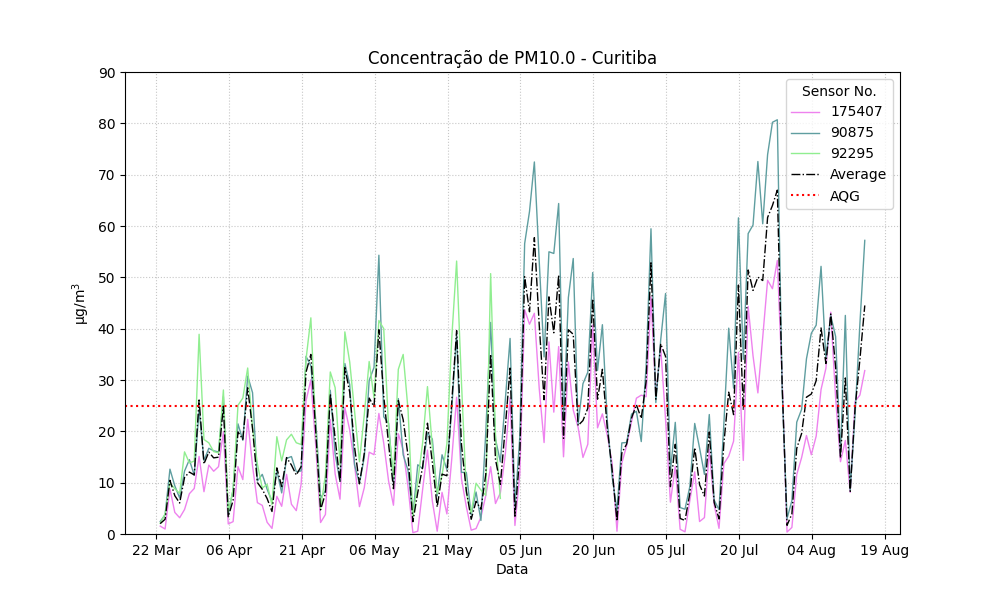 Concentração de PM10.0 - Curitiba
90
80
70
60
50
40
30
20
10
0
µg/m³
Sensor No.
175407
90875
92295
Average
AQG
22 Mar 06 Apr 21 Apr 06 May 21 May 05 Jun 20 Jun 05 Jul 20 Jul 04 Aug 19 Aug
Data